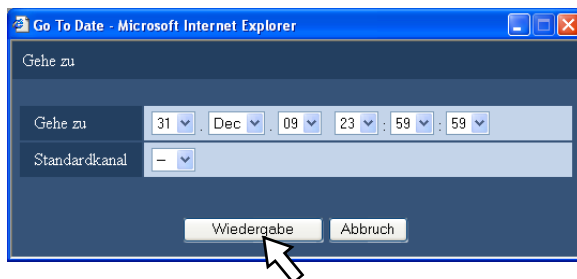 Go To Date - Microsoft Internet Explorer
Gehe zu
Gehe zu 31 . Dec . 09 23 : 59 : 59
Standardkanal –
Wiedergabe Abbruch